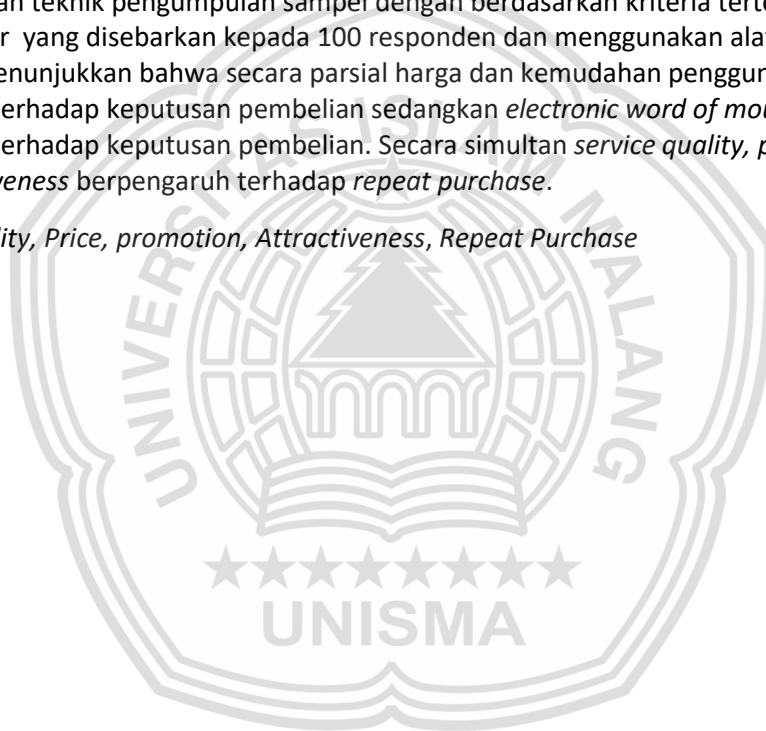 an teknik pengumpulan sampel dengan berdasarkan kriteria terte
r yang disebarkan kepada 100 responden dan menggunakan alat
enunjukkan bahwa secara parsial harga dan kemudahan penggun
erhadap keputusan pembelian sedangkan electronic word of mou
erhadap keputusan pembelian. Secara simultan service quality, p
veness berpengaruh terhadap repeat purchase.
lity, Price, promotion, Attractiveness, Repeat Purchase
UNIVERSITAS ISLAM MALANG
UNISMA